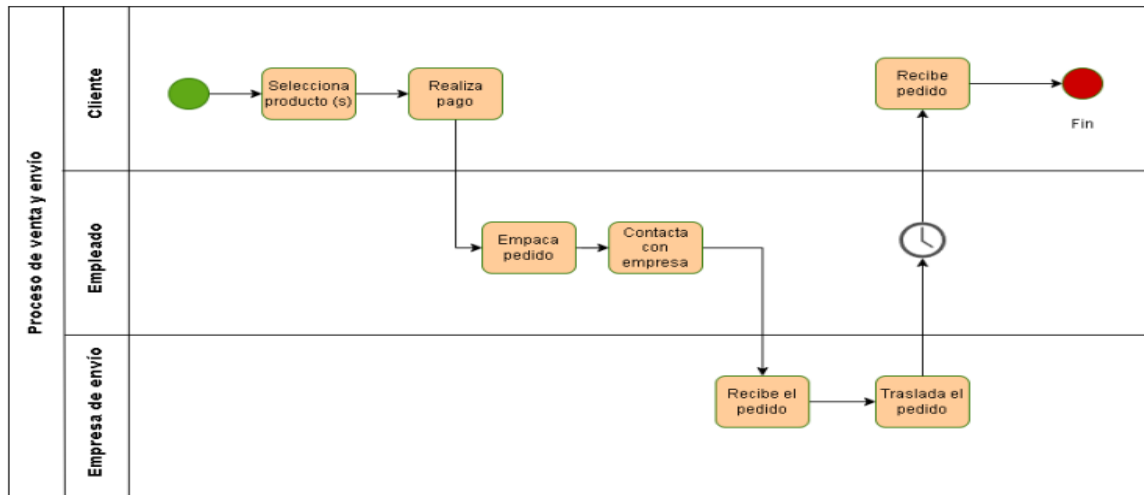 Proceso de venta y envío
Cliente
Selecciona
producto (s)
Realiza
pago
Recibe
pedido
Fin
Empleado
Empaca
pedido
Contacta
con
empresa
Empresa de envío
Recibe el
pedido
Traslada el
pedido